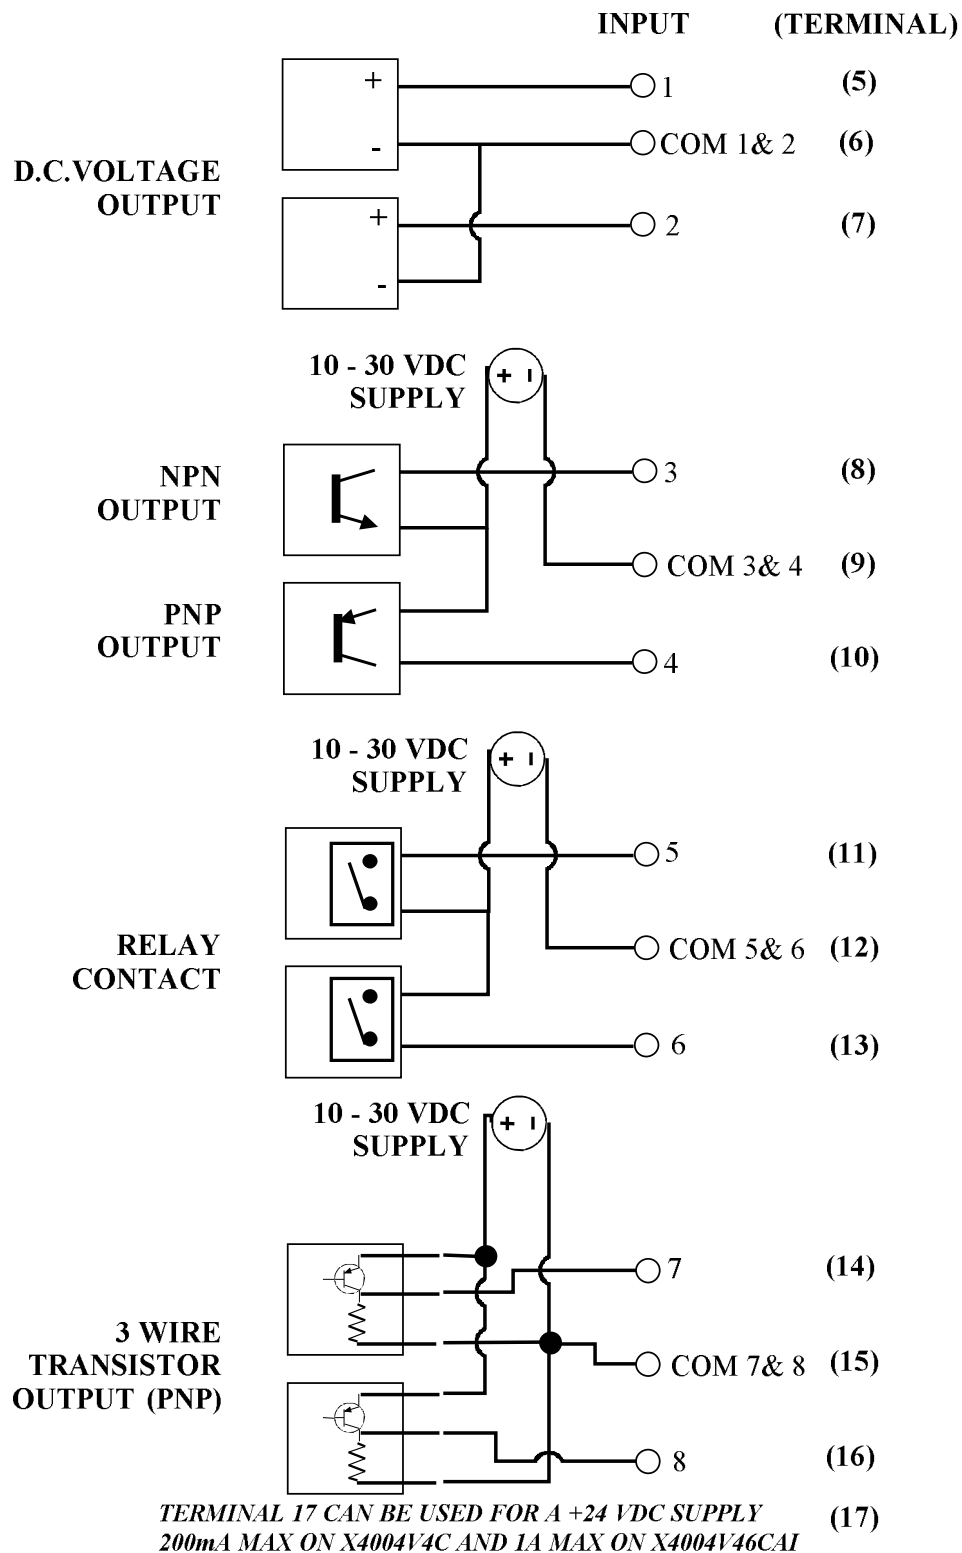 INPUT (TERMINAL)
+ 1 (5)
- COM 1& 2 (6)
D.C.VOLTAGE
OUTPUT
+ 2 (7)
-
10 - 30 VDC
SUPPLY
+ -
NPN
OUTPUT
3 (8)
COM 3& 4 (9)
PNP
OUTPUT
4 (10)
10 - 30 VDC
SUPPLY
+ -
5 (11)
RELAY
CONTACT
COM 5& 6 (12)
6 (13)
10 - 30 VDC
SUPPLY
+ -
7 (14)
3 WIRE
TRANSISTOR
OUTPUT (PNP)
COM 7& 8 (15)
8 (16)
TERMINAL 17 CAN BE USED FOR A +24 VDC SUPPLY (17)
200mA MAX ON X4004V4C AND 1A MAX ON X4004V46CAI